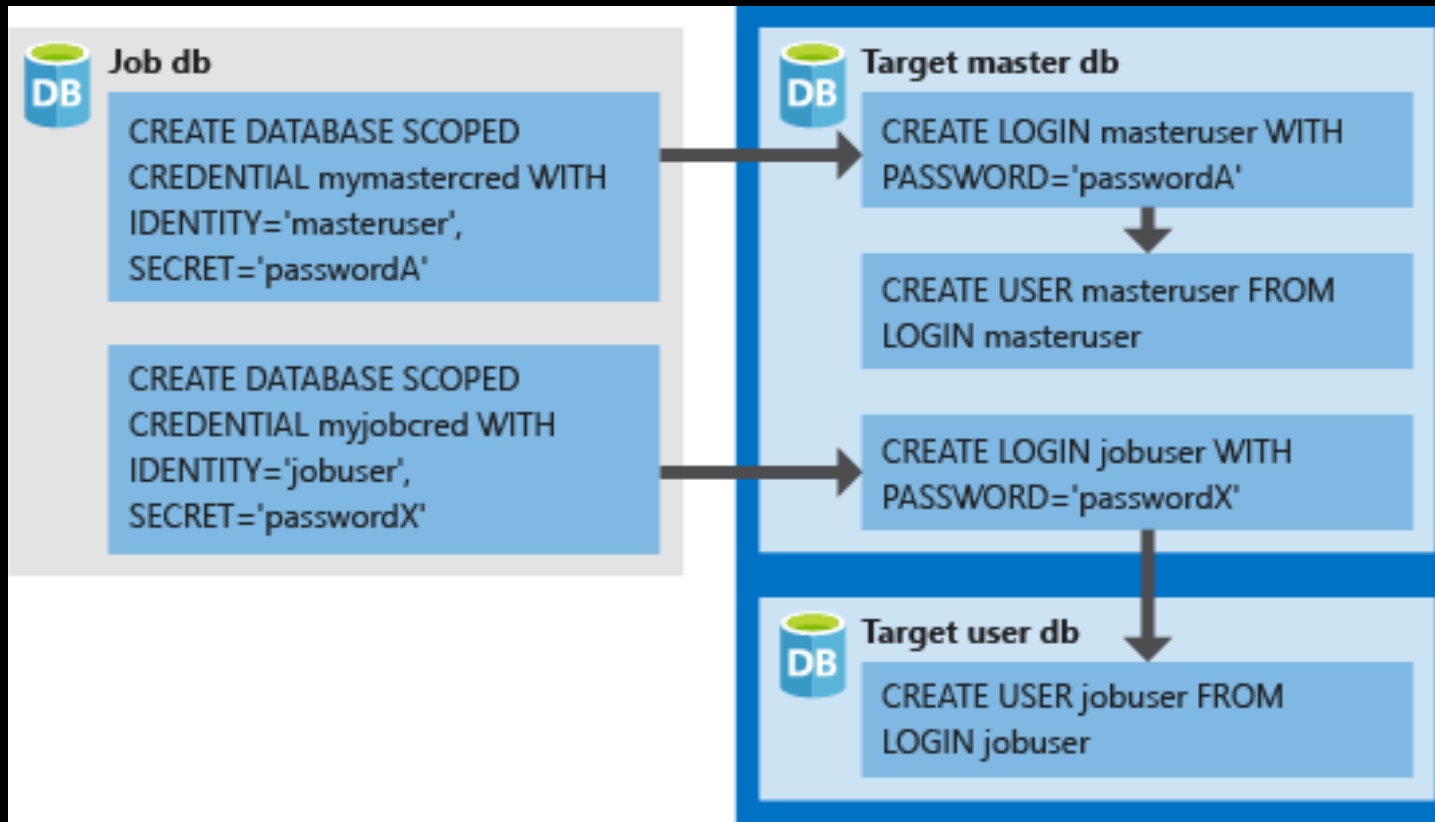 DB
Job db
CREATE DATABASE SCOPED
CREDENTIAL mymastercred WITH
IDENTITY='masteruser',
SECRET='passwordA'
CREATE DATABASE SCOPED
CREDENTIAL myjobcred WITH
IDENTITY='jobuser',
SECRET='passwordX'
DB
Target master db
CREATE LOGIN masteruser WITH
PASSWORD='passwordA'
CREATE USER masteruser FROM
LOGIN masteruser
CREATE LOGIN jobuser WITH
PASSWORD='passwordX'
DB
Target user db
CREATE USER jobuser FROM
LOGIN jobuser